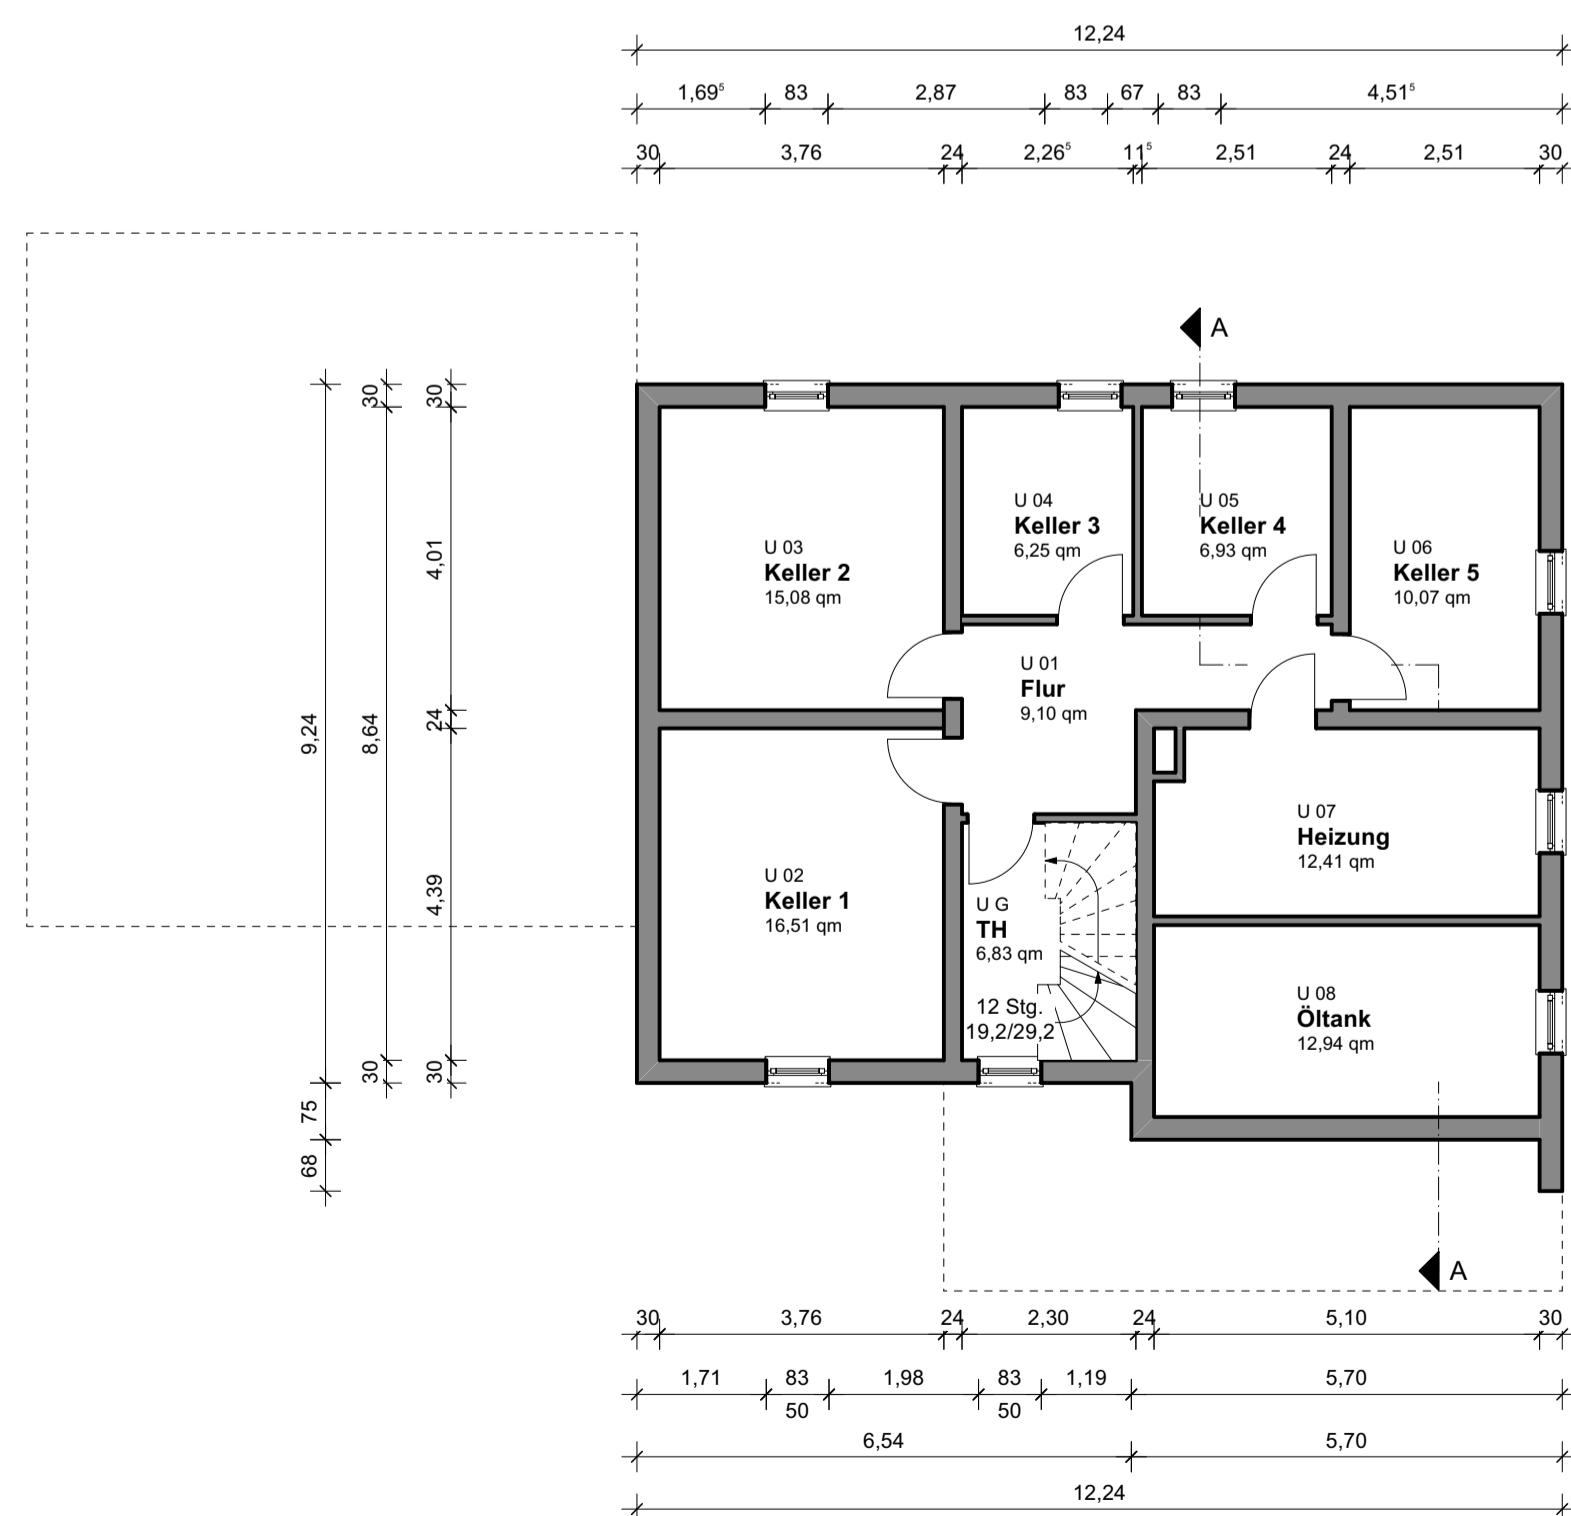 12,24
1,69⁵ 83 2,87 83 67 83 4,51⁵
30 3,76 24 2,26⁵ 11⁵ 2,51 24 2,51 30
A
30
30
4,01
24
4,39
30
8,64
30
9,24
75
68
U 03
Keller 2
15,08 qm
U 04
Keller 3
6,25 qm
U 05
Keller 4
6,93 qm
U 06
Keller 5
10,07 qm
U 01
Flur
9,10 qm
U 02
Keller 1
16,51 qm
U G
TH
6,83 qm
12 Stg.
19,2/29,2
U 07
Heizung
12,41 qm
U 08
Öltank
12,94 qm
A
30 3,76 24 2,30 24 5,10 30
1,71 83 1,98 83 1,19 5,70
50 50
6,54 5,70
12,24